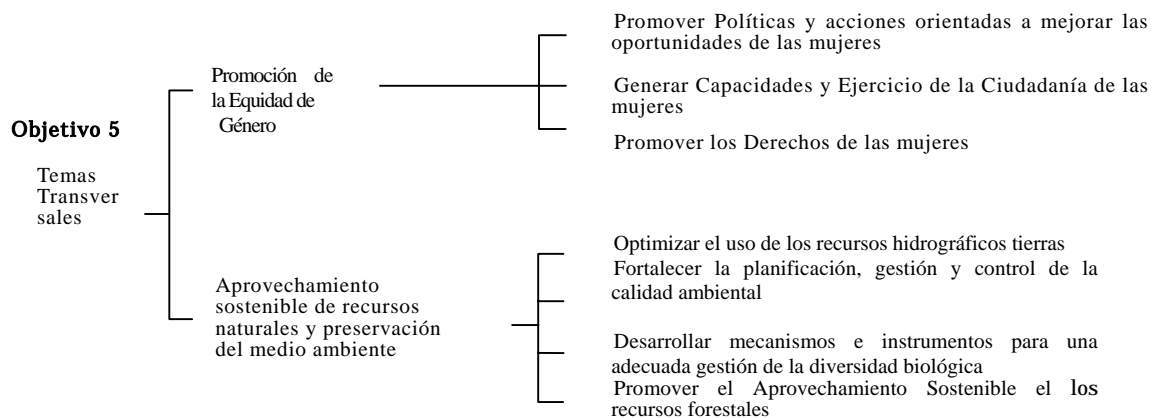 Objetivo 5
Temas
Transver
sales
Promoción de
la Equidad de
Género
Promover Políticas y acciones orientadas a mejorar las
oportunidades de las mujeres
Generar Capacidades y Ejercicio de la Ciudadanía de las
mujeres
Promover los Derechos de las mujeres
Aprovechamiento
sostenible de recursos
naturales y preservación
del medio ambiente
Optimizar el uso de los recursos hidrográficos tierras
Fortalecer la planificación, gestión y control de la
calidad ambiental
Desarrollar mecanismos e instrumentos para una
adecuada gestión de la diversidad biológica
Promover el Aprovechamiento Sostenible el los
recursos forestales